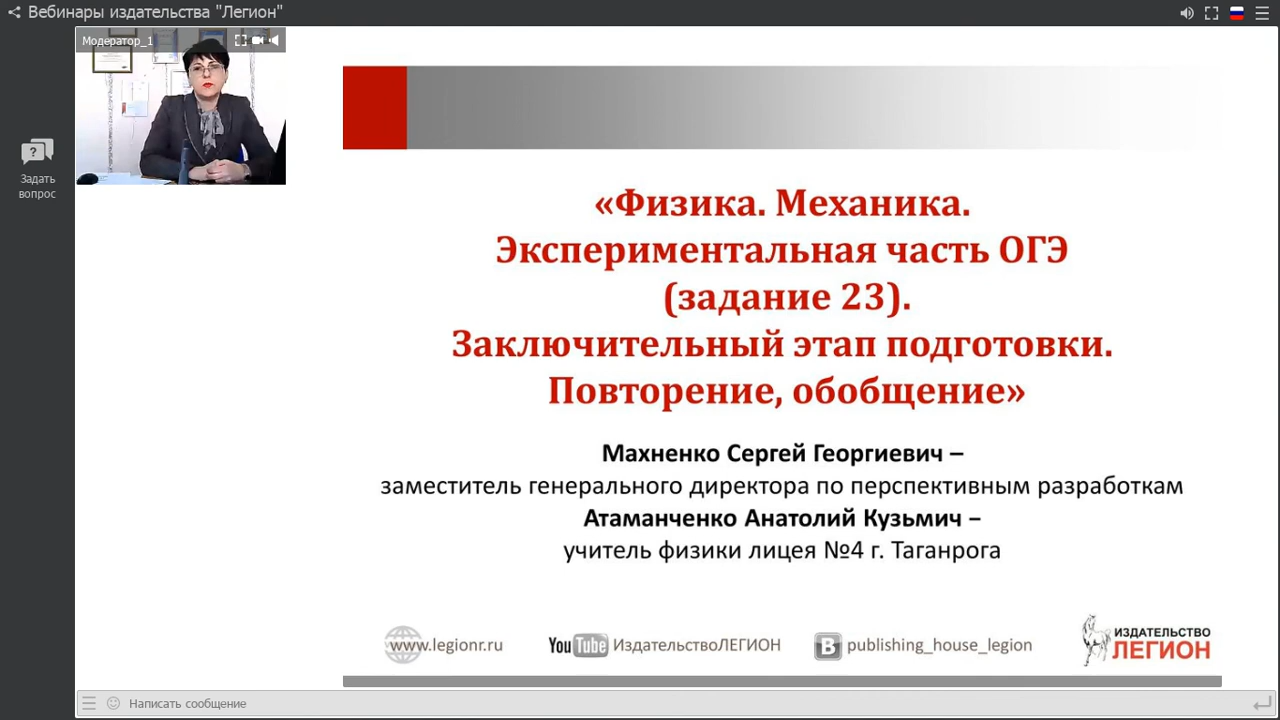 Вебинары издательства "Легион"
Модератор_1
Задать
вопрос
«Физика. Механика.
Экспериментальная часть ОГЭ
(задание 23).
Заключительный этап подготовки.
Повторение, обобщение»
Махненко Сергей Георгиевич –
заместитель генерального директора по перспективным разработкам
Атаманченко Анатолий Кузьмич –
учитель физики лицея №4 г. Таганрога
www.legionr.ru
YouTube ИздательствоЛЕГИОН
B publishing_house_legion
ИЗДАТЕЛЬСТВО
ЛЕГИОН
Написать сообщение